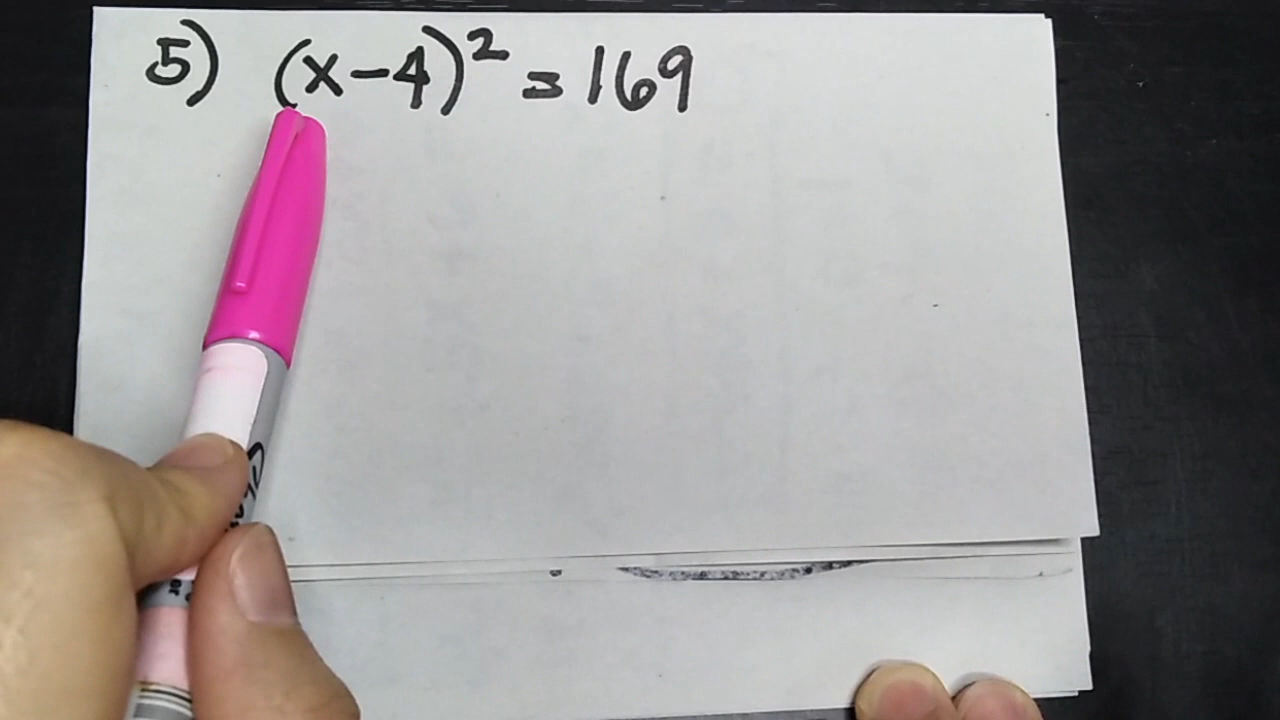 5) (x-4)² = 169